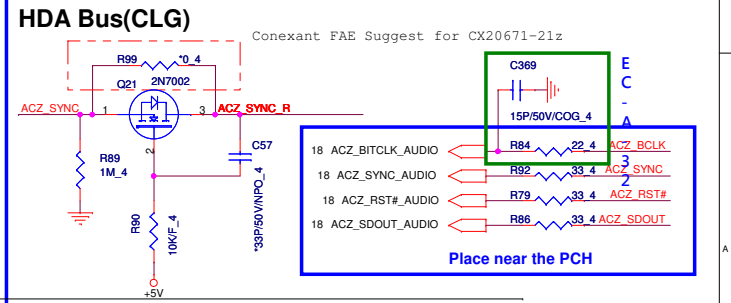 HDA Bus(CLG)
Conexant FAE Suggest for CX20671-21z
R99
*0_4
Q21
2N7002
ACZ_SYNC
1
3
ACZ_SYNC_R
2
R89
1M_4
C57
*33P/50V/NPO_4
R90
10K/F_4
+5V
C369
15P/50V/COG_4
EC-A32
18 ACZ_BITCLK_AUDIO
R84
22_4
ACZ_BCLK
18 ACZ_SYNC_AUDIO
R92
33_4
ACZ_SYNC
18 ACZ_RST#_AUDIO
R79
33_4
ACZ_RST#
18 ACZ_SDOUT_AUDIO
R86
33_4
ACZ_SDOUT
Place near the PCH
A